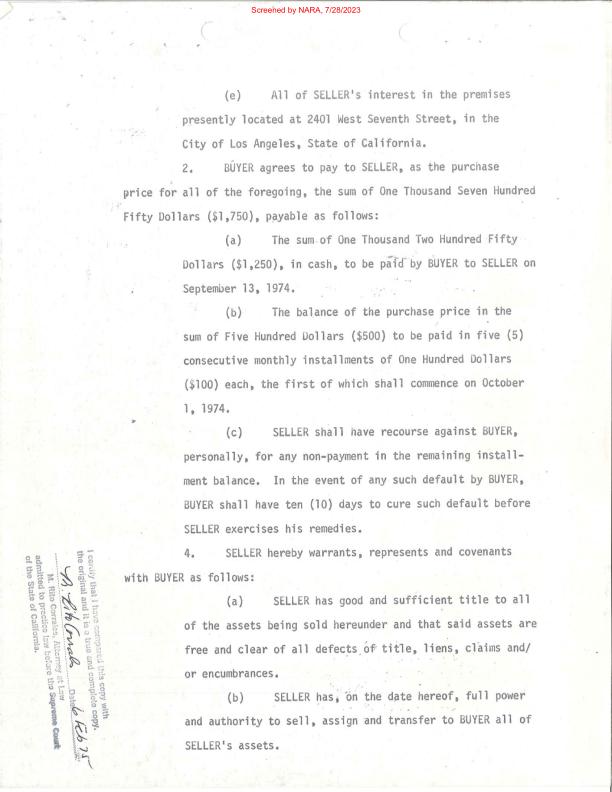 Screened by NARA, 7/28/2023
(e) All of SELLER's interest in the premises
presently located at 2401 West Seventh Street, in the
City of Los Angeles, State of California.
2. BUYER agrees to pay to SELLER, as the purchase
price for all of the foregoing, the sum of One Thousand Seven Hundred
Fifty Dollars ($1,750), payable as follows:
(a) The sum of One Thousand Two Hundred Fifty
Dollars ($1,250), in cash, to be paid by BUYER to SELLER on
September 13, 1974.
(b) The balance of the purchase price in the
sum of Five Hundred Dollars ($500) to be paid in five (5)
consecutive monthly installments of One Hundred Dollars
($100) each, the first of which shall commence on October
1, 1974.
(c) SELLER shall have recourse against BUYER,
personally, for any non-payment in the remaining install-
ment balance. In the event of any such default by BUYER,
BUYER shall have ten (10) days to cure such default before
SELLER exercises his remedies.
4. SELLER hereby warrants, represents and covenants
with BUYER as follows:
(a) SELLER has good and sufficient title to all
of the assets being sold hereunder and that said assets are
free and clear of all defects of title, liens, claims and/
or encumbrances.
(b) SELLER has, on the date hereof, full power
and authority to sell, assign and transfer to BUYER all of
SELLER's assets.
I certify that I have compared this copy with
the original and it is a true and complete copy.
M. Rito Corrales Dated 6 Feb 75
M. Rito Corrales, Attorney at Law
admitted to practice law before the Supreme Court
of the State of California.